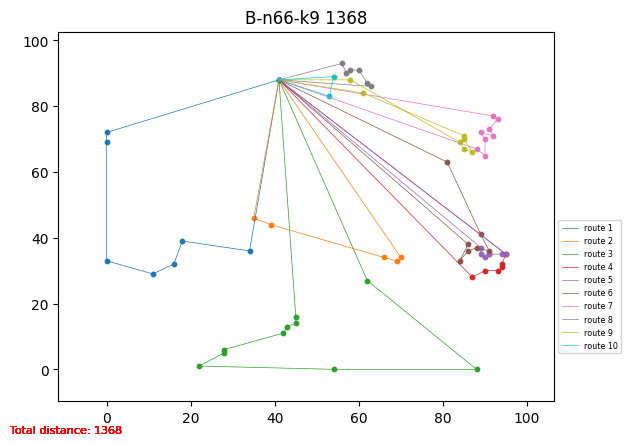 B-n66-k9 1368
100
80
60
40
20
0
0 20 40 60 80 100
route 1
route 2
route 3
route 4
route 5
route 6
route 7
route 8
route 9
route 10
Total distance: 1368